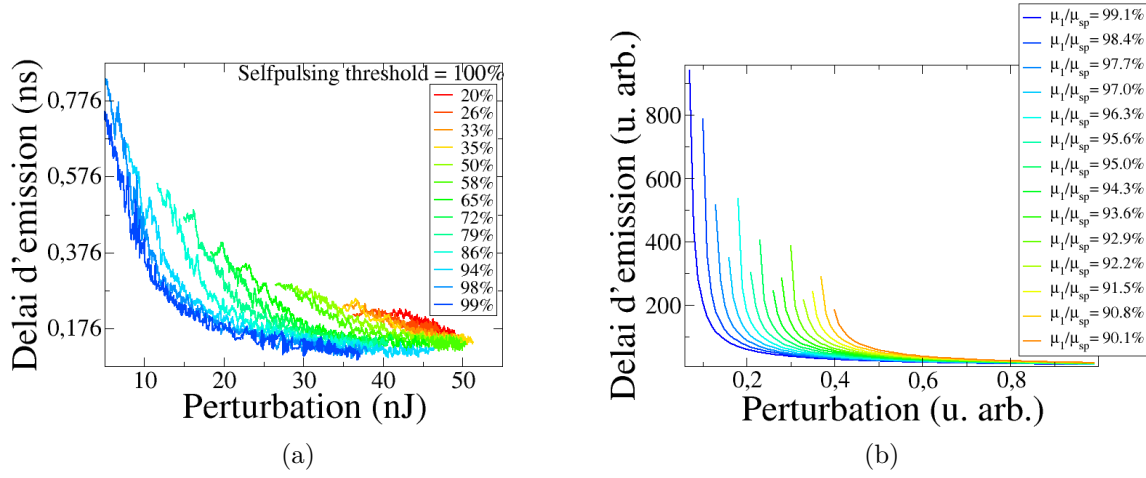 Delai d'emission (ns)
0,776
0,576
0,376
0,176
Selfpulsing threshold = 100%
20%
26%
33%
35%
50%
58%
65%
72%
79%
86%
94%
98%
99%
10
20
30
40
50
Perturbation (nJ)
(a)
Delai d'emission (u. arb.)
800
600
400
200
μ1/μsp = 99.1%
μ1/μsp = 98.4%
μ1/μsp = 97.7%
μ1/μsp = 97.0%
μ1/μsp = 96.3%
μ1/μsp = 95.6%
μ1/μsp = 95.0%
μ1/μsp = 94.3%
μ1/μsp = 93.6%
μ1/μsp = 92.9%
μ1/μsp = 92.2%
μ1/μsp = 91.5%
μ1/μsp = 90.8%
μ1/μsp = 90.1%
0,2
0,4
0,6
0,8
Perturbation (u. arb.)
(b)